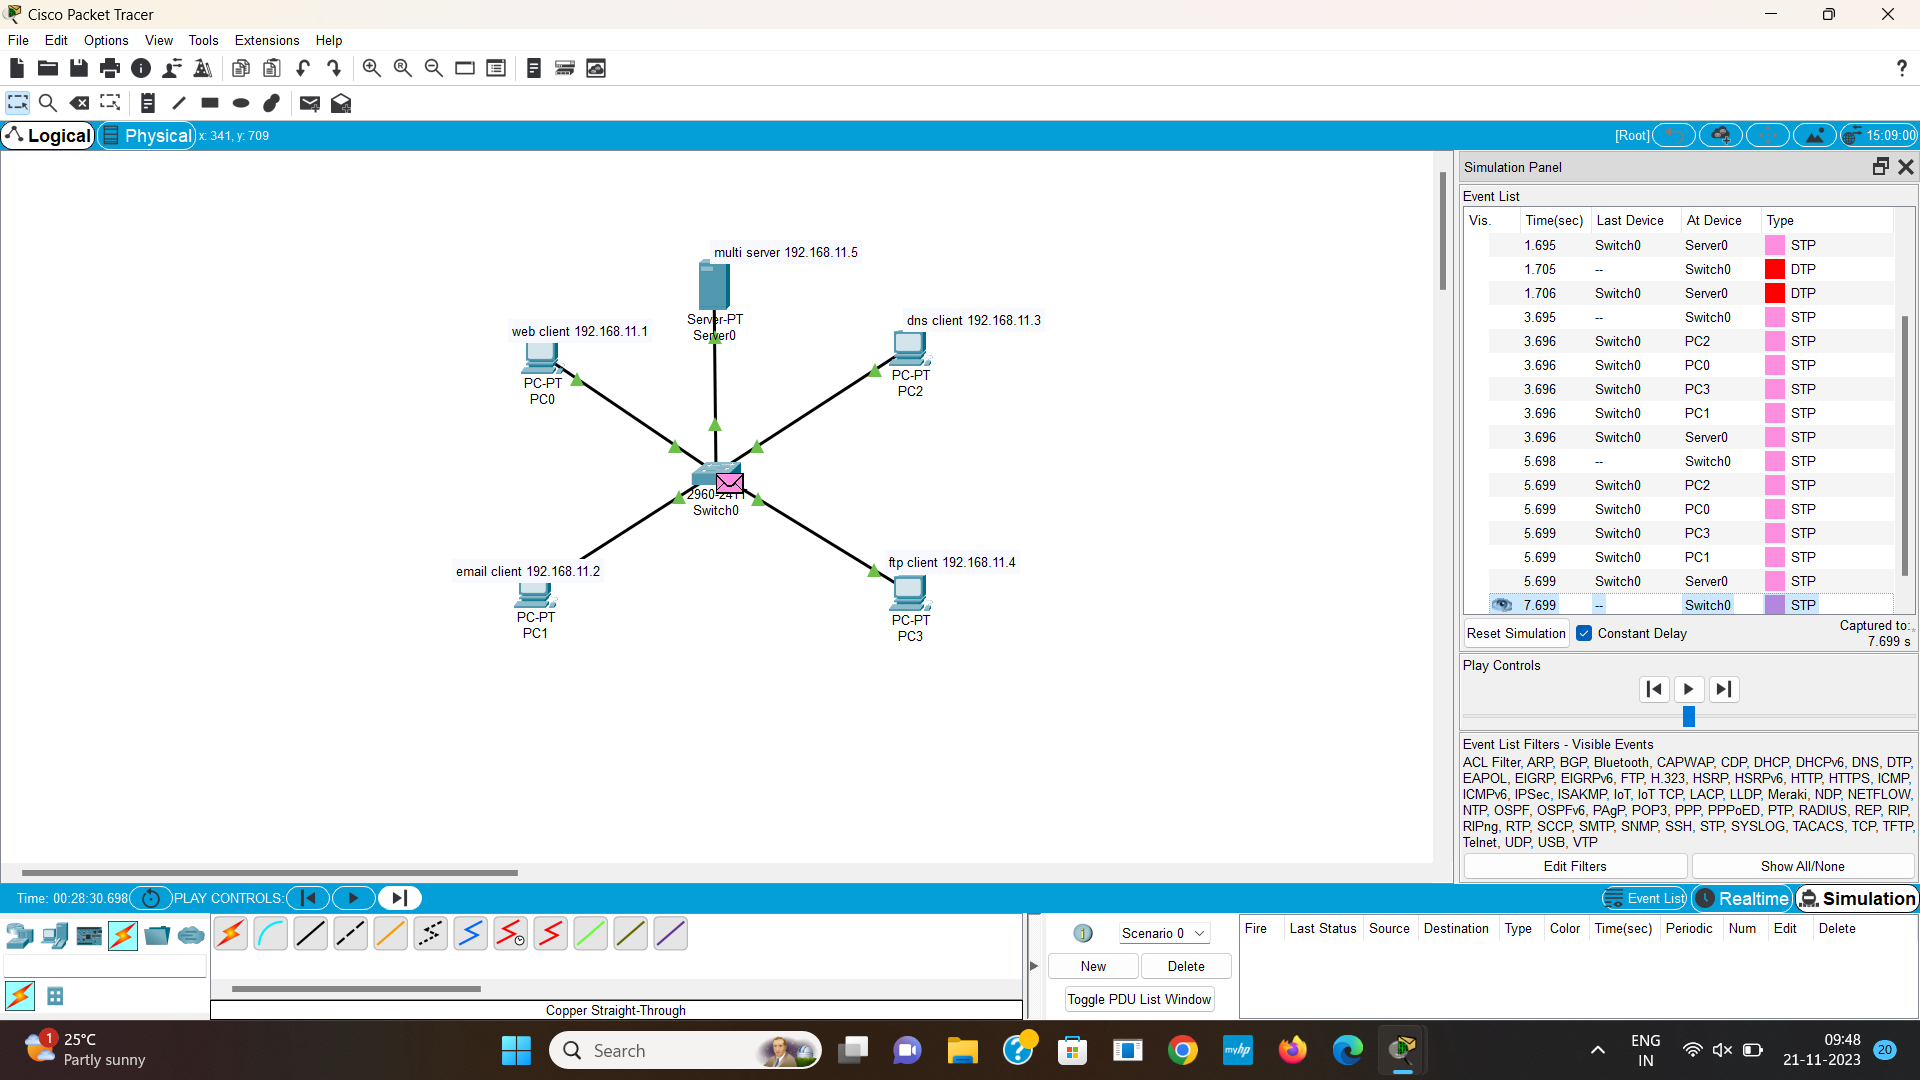 Cisco Packet Tracer
File Edit Options View Tools Extensions Help
?
Logical Physical x: 341, y: 709 [Root] 15:09:00
multi server 192.168.11.5
Server-PT
Server0
web client 192.168.11.1
PC-PT
PC0
dns client 192.168.11.3
PC-PT
PC2
Switch0
email client 192.168.11.2
PC-PT
PC1
ftp client 192.168.11.4
PC-PT
PC3
Simulation Panel
Event List
Vis. Time(sec) Last Device At Device Type
1.695 Switch0 Server0 STP
1.705 -- Switch0 DTP
1.706 Switch0 Server0 DTP
3.695 -- Switch0 STP
3.696 Switch0 PC2 STP
3.696 Switch0 PC0 STP
3.696 Switch0 PC3 STP
3.696 Switch0 PC1 STP
3.696 Switch0 Server0 STP
5.698 -- Switch0 STP
5.699 Switch0 PC2 STP
5.699 Switch0 PC0 STP
5.699 Switch0 PC3 STP
5.699 Switch0 PC1 STP
5.699 Switch0 Server0 STP
7.699 -- Switch0 STP
Reset Simulation Constant Delay Captured to:
7.699 s
Play Controls
Event List Filters - Visible Events
ACL Filter, ARP, BGP, Bluetooth, CAPWAP, CDP, DHCP, DHCPv6, DNS, DTP,
EAPOL, EIGRP, EIGRPv6, FTP, H.323, HSRP, HSRPv6, HTTP, HTTPS, ICMP,
ICMPv6, IPSec, ISAKMP, IoT, IoT TCP, LACP, LLDP, Meraki, NDP, NETFLOW,
NTP, OSPF, OSPFv6, PAgP, POP3, PPP, PPPoED, PTP, RADIUS, REP, RIP,
RIPng, RTP, SCCP, SMTP, SNMP, SSH, STP, SYSLOG, TACACS, TCP, TFTP,
Telnet, UDP, USB, VTP
Edit Filters Show All/None
Time: 00:28:30.698 PLAY CONTROLS: Event List Realtime Simulation
Scenario 0
New Delete
Toggle PDU List Window
Fire Last Status Source Destination Type Color Time(sec) Periodic Num Edit Delete
Copper Straight-Through
1 25°C
Partly sunny
Search
myhp
ENG
IN
09:48
21-11-2023
20